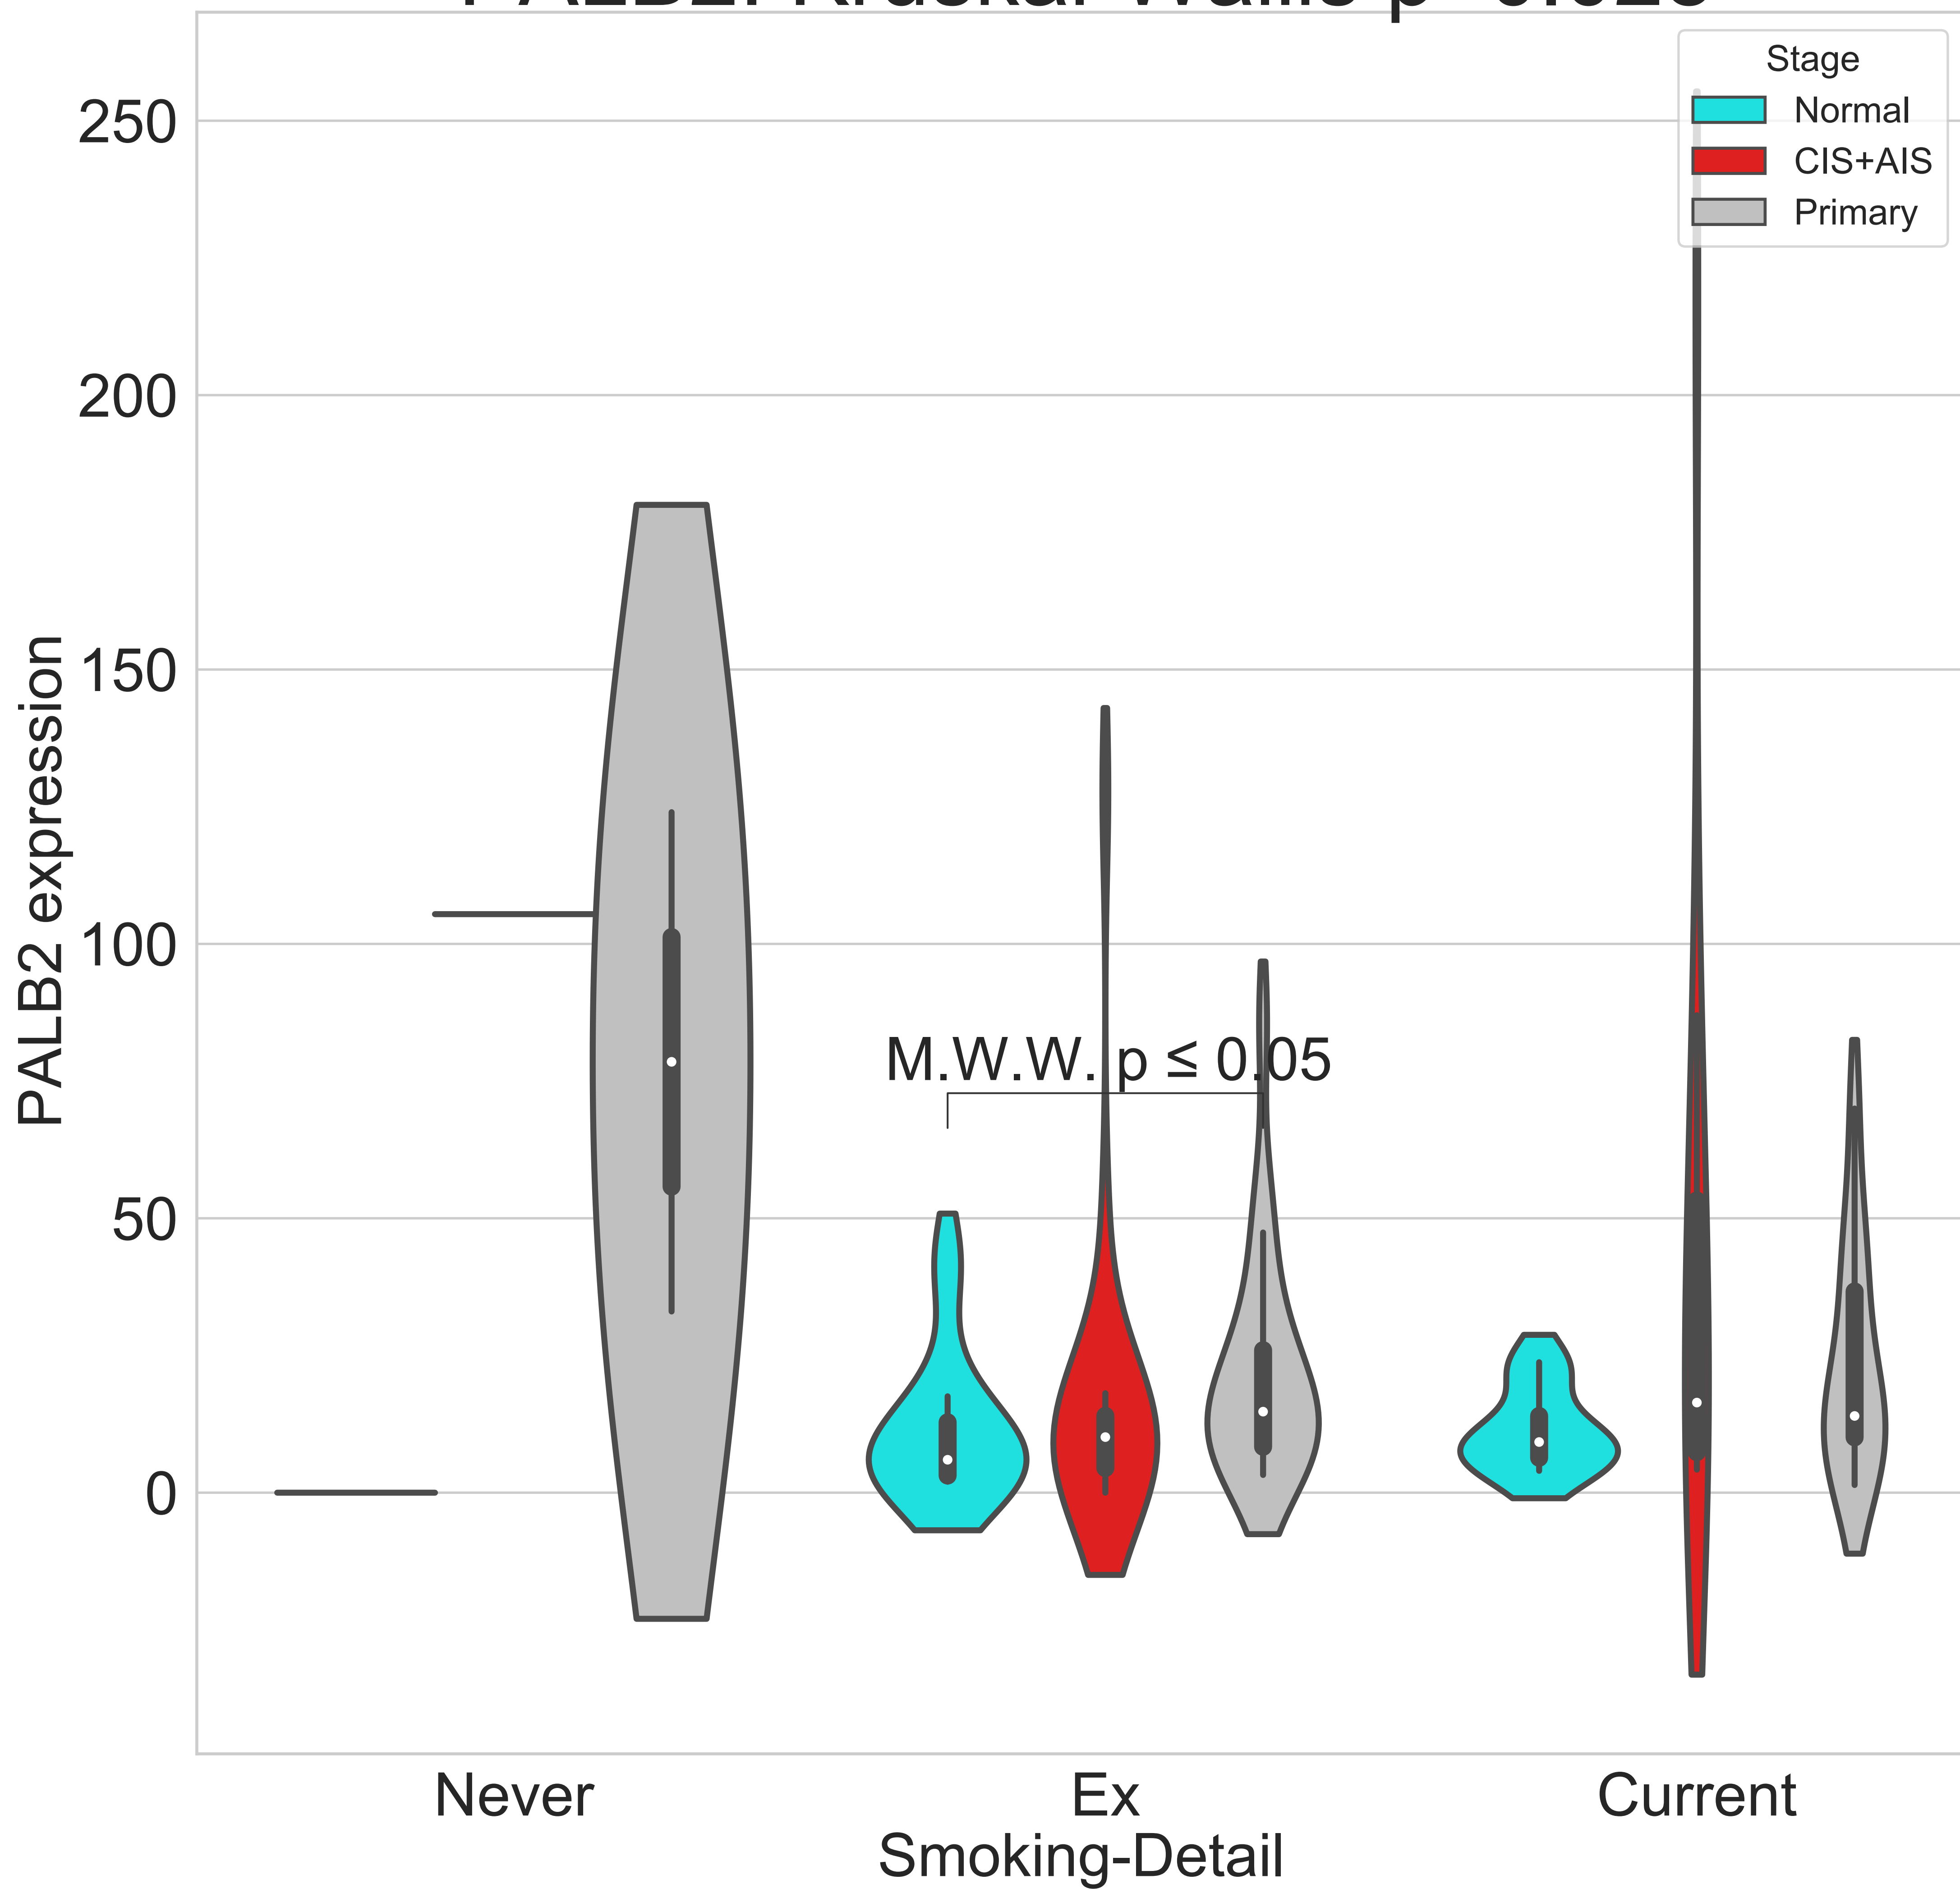 Stage
Normal
CIS+AIS
Primary
250
200
150
100
50
0
PALB2 expression
M.W.W. p ≤ 0.05
Never
Ex
Current
Smoking-Detail